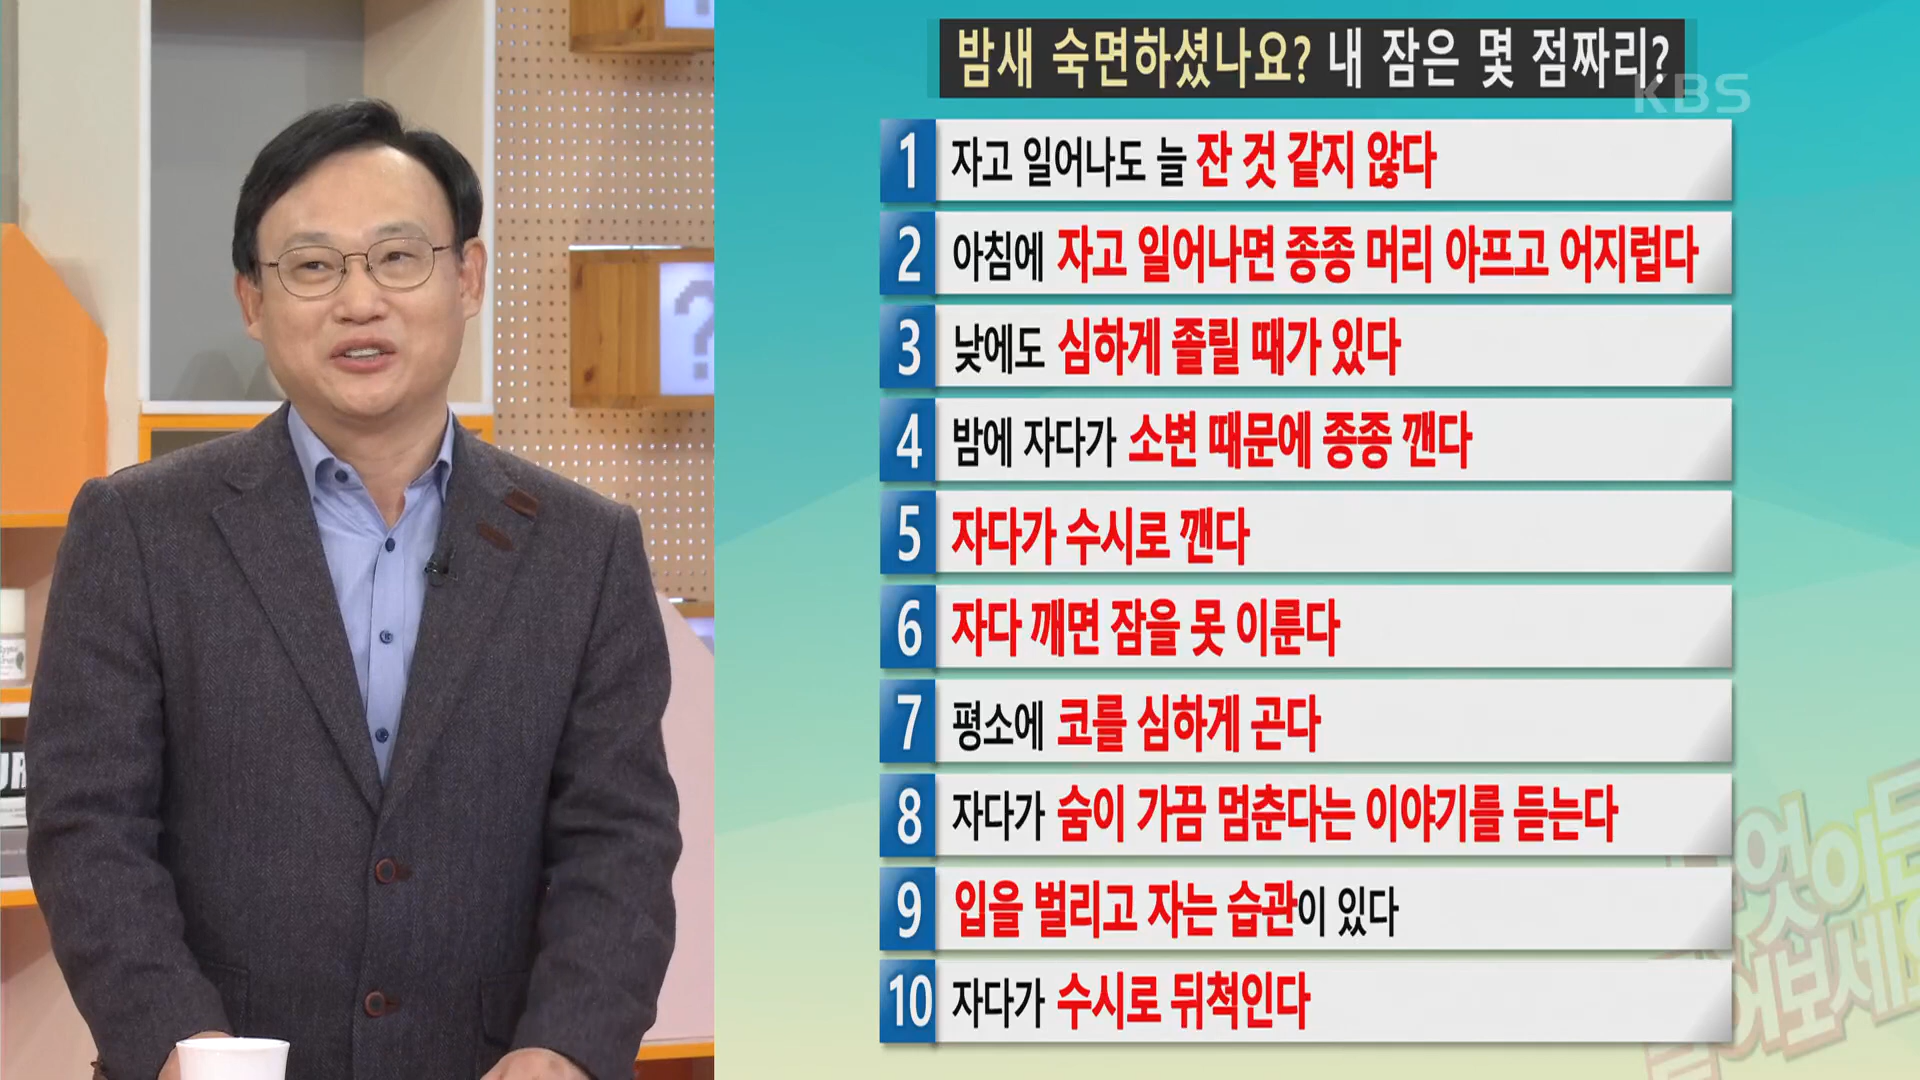 밤새 숙면하셨나요? 내 잠은 몇 점짜리?
KBS
1 자고 일어나도 늘 잔 것 같지 않다
2 아침에 자고 일어나면 종종 머리 아프고 어지럽다
3 낮에도 심하게 졸릴 때가 있다
4 밤에 자다가 소변 때문에 종종 깬다
5 자다가 수시로 깬다
6 자다 깨면 잠을 못 이룬다
7 평소에 코를 심하게 곤다
8 자다가 숨이 가끔 멈춘다는 이야기를 듣는다
9 입을 벌리고 자는 습관이 있다
10 자다가 수시로 뒤척인다
?